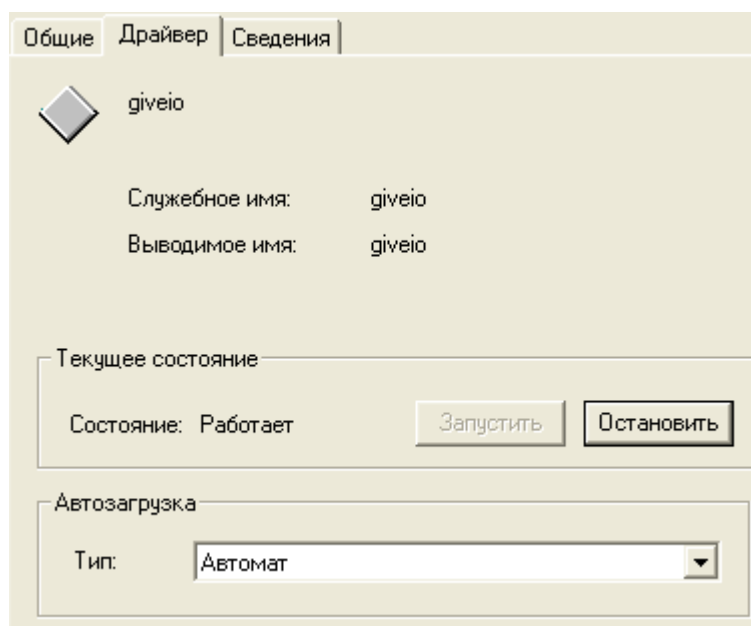 Общие Драйвер Сведения
giveio
Служебное имя: giveio
Выводимое имя: giveio
Текущее состояние
Состояние: Работает Запустить Остановить
Автозагрузка
Тип: Автомат